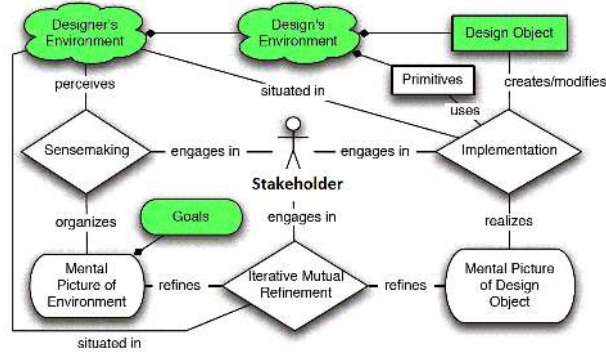 Designer's
Environment
Design's
Environment
Design Object
perceives
situated in
Primitives
creates/modifies
uses
Sensemaking
engages in
engages in
Implementation
Stakeholder
organizes
Goals
engages in
realizes
Mental
Picture of
Environment
refines
Iterative Mutual
Refinement
refines
Mental Picture
of Design
Object
situated in